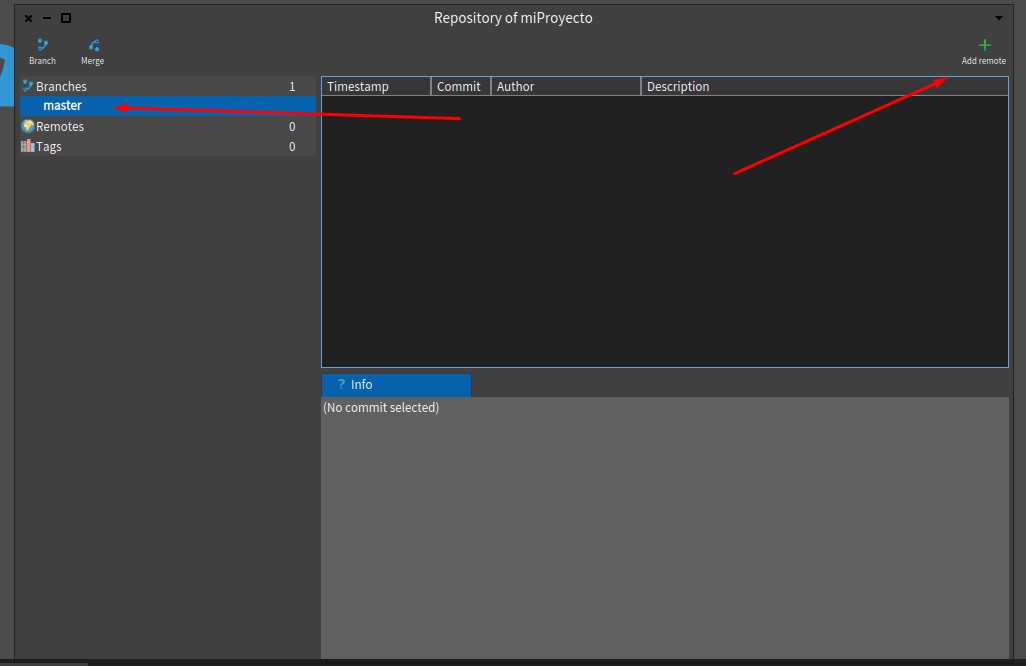 Repository of miProyecto
Branch Merge Add remote
Branches 1
master
Remotes 0
Tags 0
Timestamp Commit Author Description
? Info
(No commit selected)